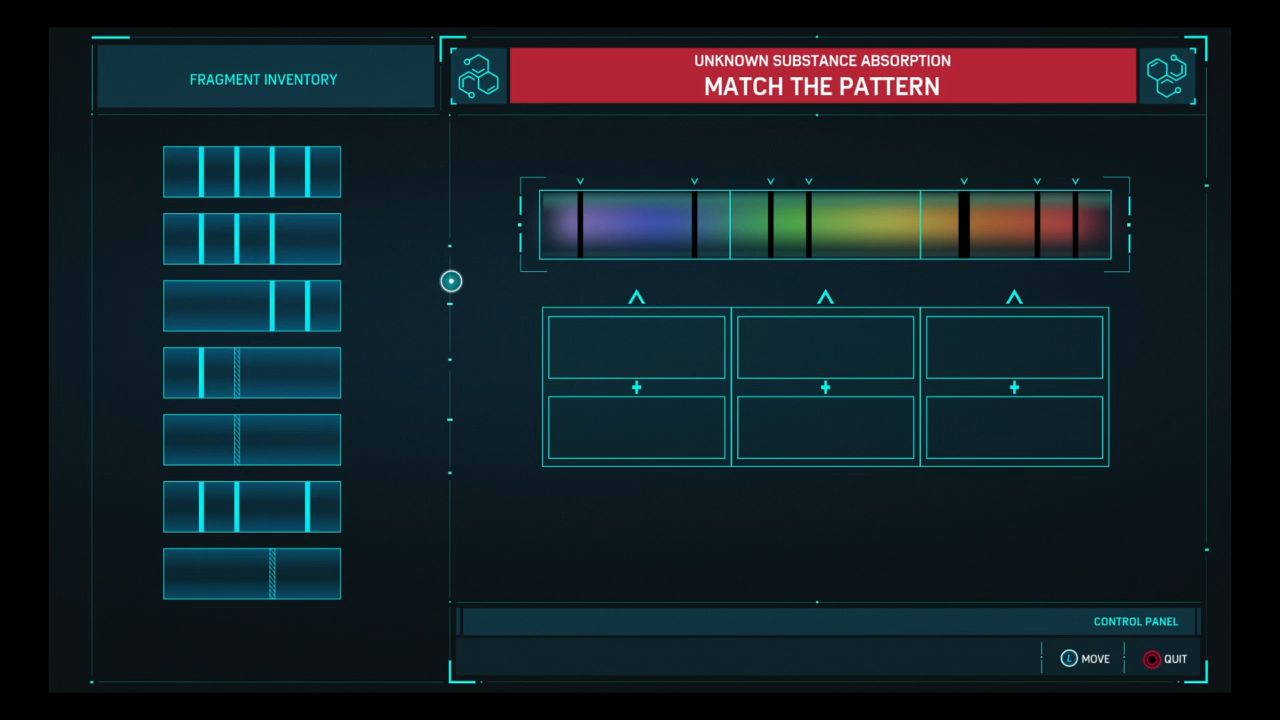 FRAGMENT INVENTORY
UNKNOWN SUBSTANCE ABSORPTION
MATCH THE PATTERN
CONTROL PANEL
L MOVE
QUIT